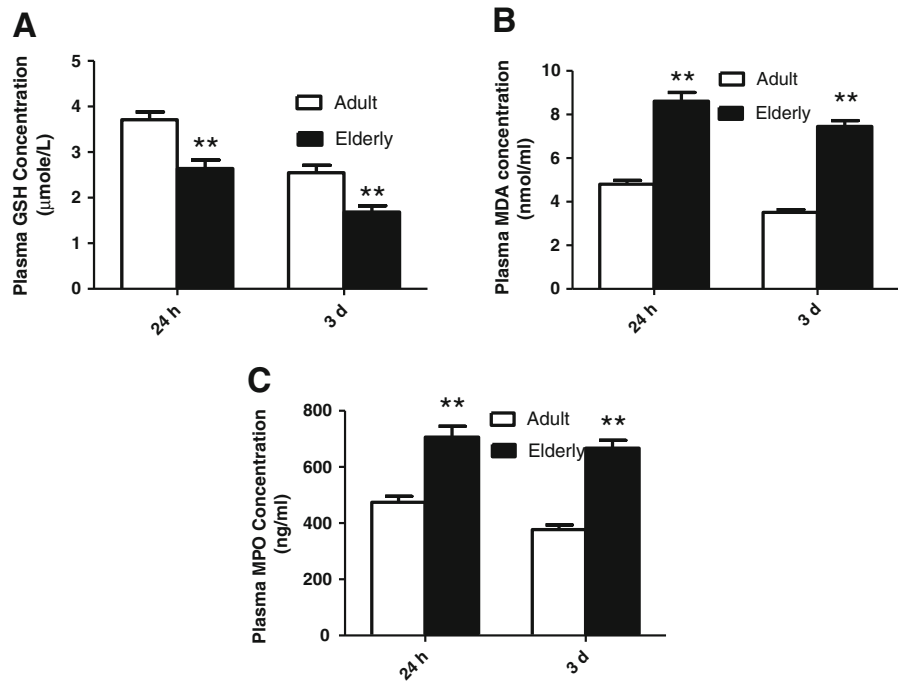 A
Plasma GSH Concentration
(μmole/L)
5
4
3
2
1
0
Adult
Elderly
**
**
24 h
3 d
B
Plasma MDA concentration
(nmol/ml)
10
8
6
4
2
0
**
Adult
Elderly
**
24 h
3 d
C
Plasma MPO Concentration
(ng/ml)
800
600
400
200
0
**
Adult
Elderly
**
24 h
3 d